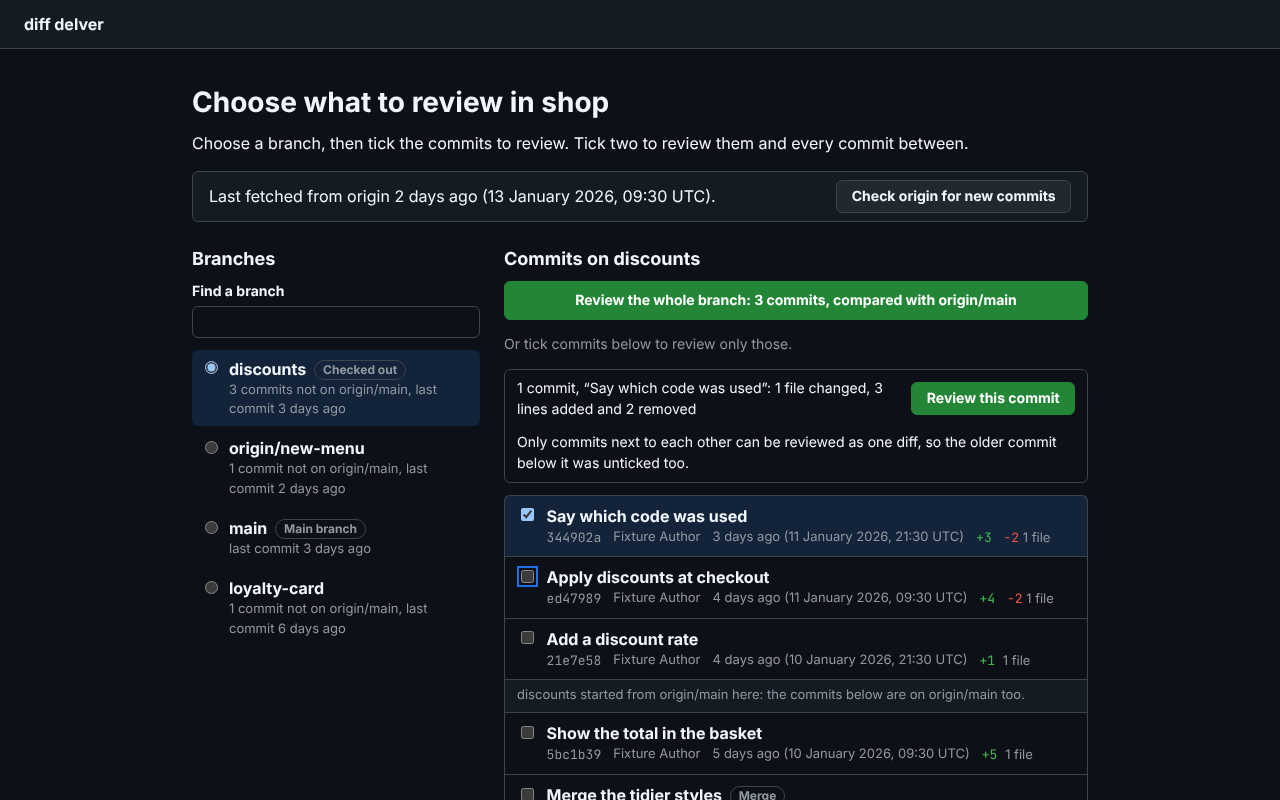 diff delver
Choose what to review in shop
Choose a branch, then tick the commits to review. Tick two to review them and every commit between.
Last fetched from origin 2 days ago (13 January 2026, 09:30 UTC).
Check origin for new commits
Branches
Find a branch
discounts Checked out
3 commits not on origin/main, last
commit 3 days ago
origin/new-menu
1 commit not on origin/main, last
commit 2 days ago
main Main branch
last commit 3 days ago
loyalty-card
1 commit not on origin/main, last
commit 6 days ago
Commits on discounts
Review the whole branch: 3 commits, compared with origin/main
Or tick commits below to review only those.
1 commit, “Say which code was used”: 1 file changed, 3
lines added and 2 removed
Review this commit
Only commits next to each other can be reviewed as one diff, so the older commit
below it was unticked too.
Say which code was used
344902a Fixture Author 3 days ago (11 January 2026, 21:30 UTC) +3 -2 1 file
Apply discounts at checkout
ed47989 Fixture Author 4 days ago (11 January 2026, 09:30 UTC) +4 -2 1 file
Add a discount rate
21e7e58 Fixture Author 4 days ago (10 January 2026, 21:30 UTC) +1 1 file
discounts started from origin/main here: the commits below are on origin/main too.
Show the total in the basket
5bc1b39 Fixture Author 5 days ago (10 January 2026, 09:30 UTC) +5 1 file
Merge the tidier styles Merge